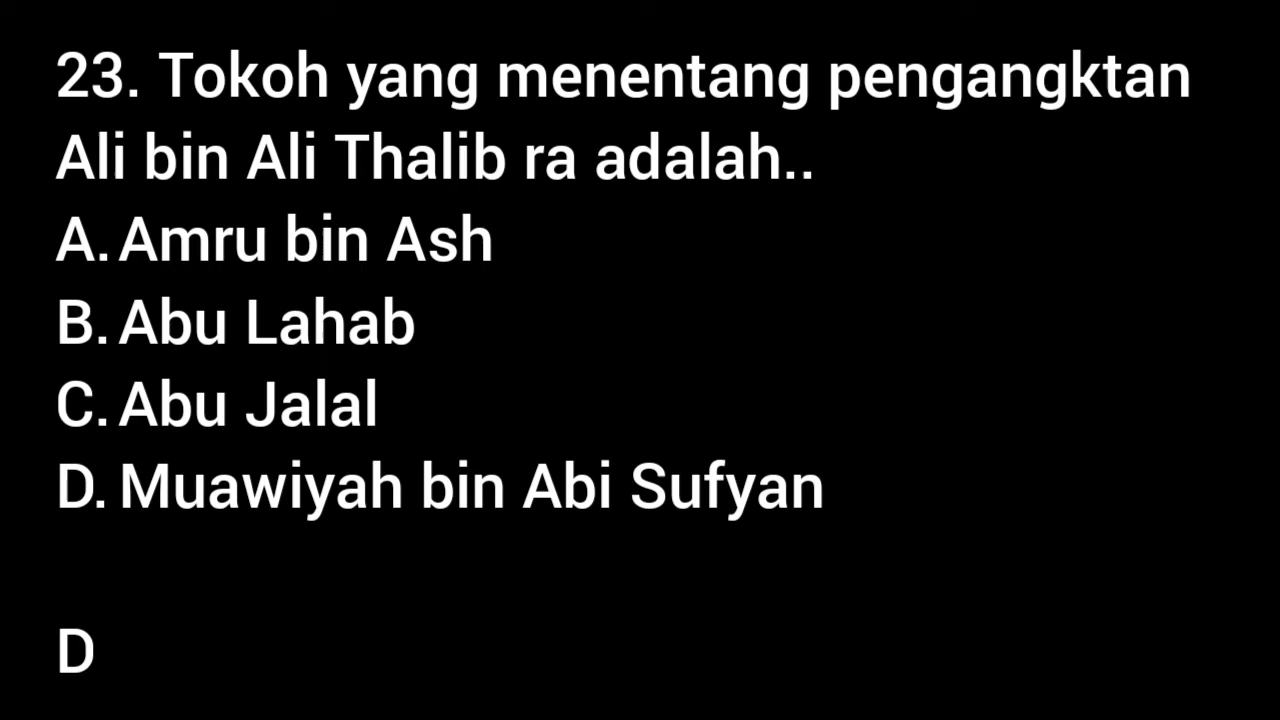 23. Tokoh yang menentang pengangktan
Ali bin Ali Thalib ra adalah..
A. Amru bin Ash
B. Abu Lahab
C. Abu Jalal
D. Muawiyah bin Abi Sufyan
D